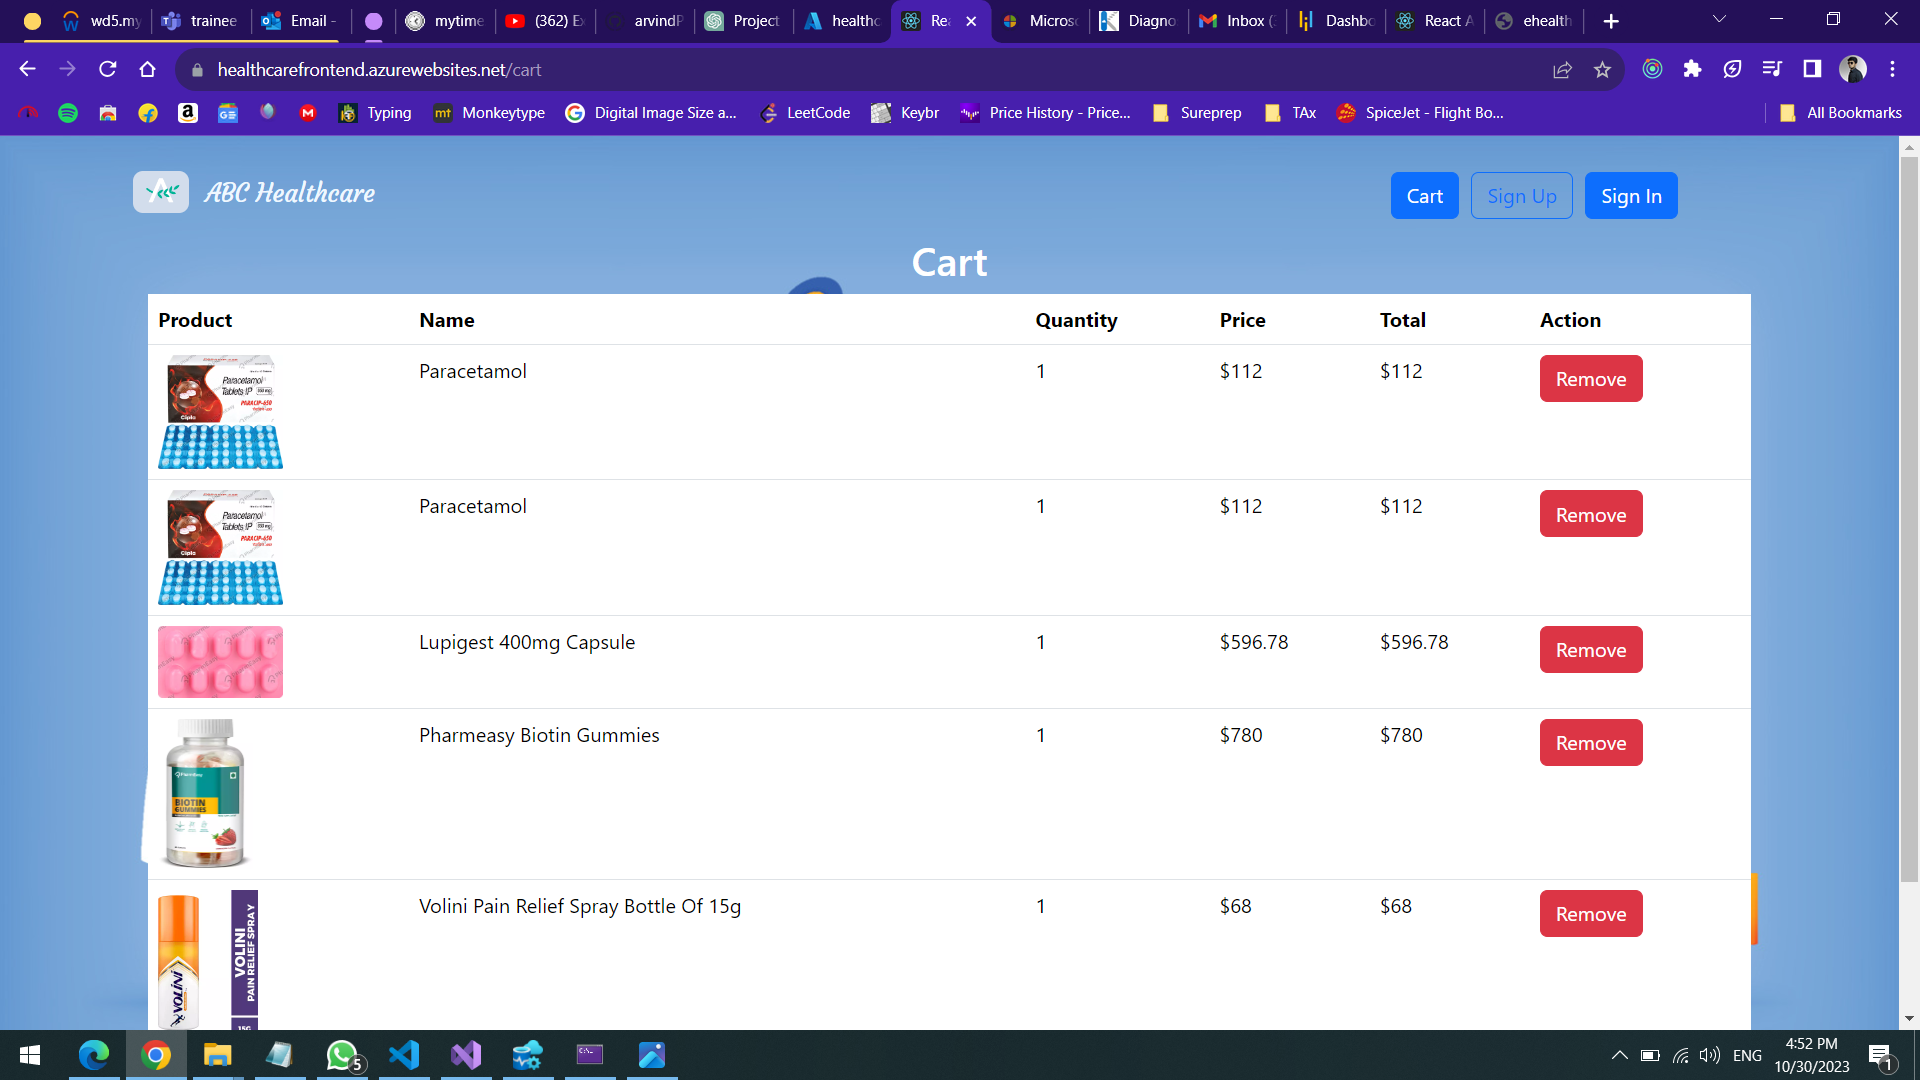 wd5.my
trainee
Email -
mytime
(362) Ex
arvindP
Project
healthc
Rea
Microso
Diagno
Inbox (3
Dashbo
React A
ehealth
healthcarefrontend.azurewebsites.net/cart
Typing
Monkeytype
Digital Image Size a...
LeetCode
Keybr
Price History - Price...
Sureprep
TAx
SpiceJet - Flight Bo...
All Bookmarks
ABC Healthcare
Cart
Sign Up
Sign In
Cart
Product Name Quantity Price Total Action
Paracetamol
Tablets IP
PARACIP-650
Cipla
Paracetamol 1 $112 $112 Remove
Paracetamol
Tablets IP
PARACIP-650
Cipla
Paracetamol 1 $112 $112 Remove
Lupigest 400mg Capsule 1 $596.78 $596.78 Remove
BIOTIN
GUMMIES
Pharmeasy Biotin Gummies 1 $780 $780 Remove
VOLINI
VOLINI
PAIN RELIEF SPRAY
15G
Volini Pain Relief Spray Bottle Of 15g 1 $68 $68 Remove
5
ENG
4:52 PM
10/30/2023
1